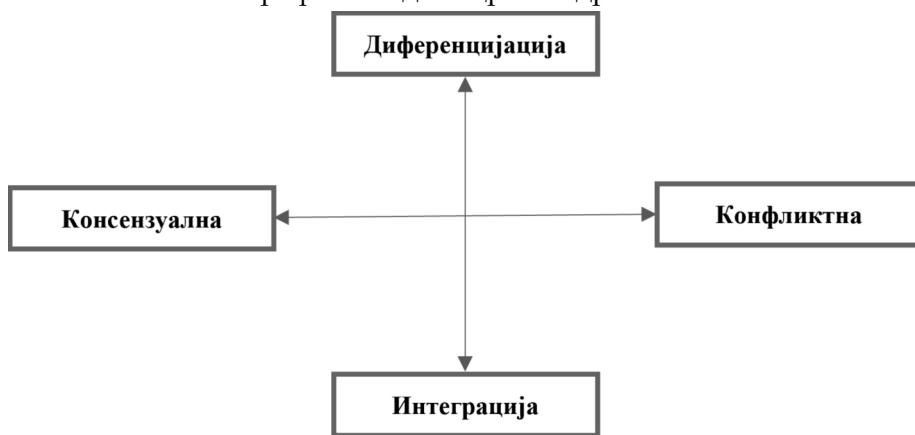 Диференцијација
Консензуална
Конфликтна
Интеграција